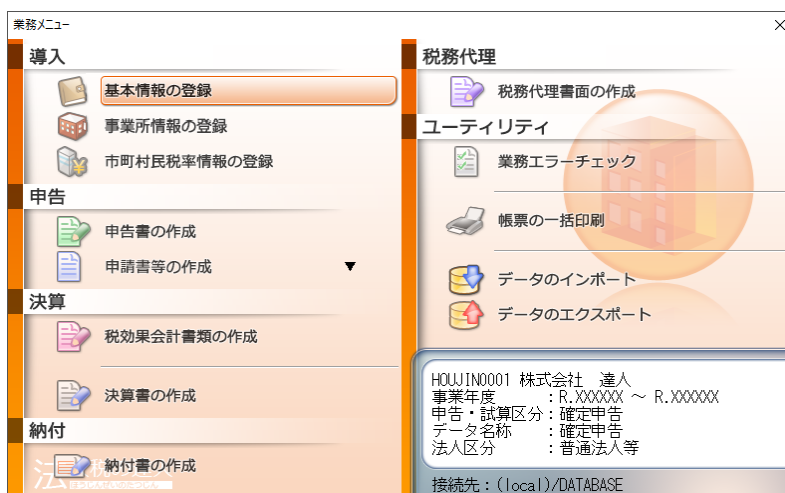 業務メニュー
導入
基本情報の登録
事業所情報の登録
市町村民税率情報の登録
申告
申告書の作成
申請書等の作成 ▼
決算
税効果会計書類の作成
決算書の作成
納付
納付書の作成
税務代理
税務代理書面の作成
ユーティリティ
業務エラーチェック
帳票の一括印刷
データのインポート
データのエクスポート
HOUJIN0001 株式会社 達人
事業年度 :R.XXXXXX ～ R.XXXXXX
申告・試算区分:確定申告
データ名称 :確定申告
法人区分 :普通法人等
接続先:(local)/DATABASE